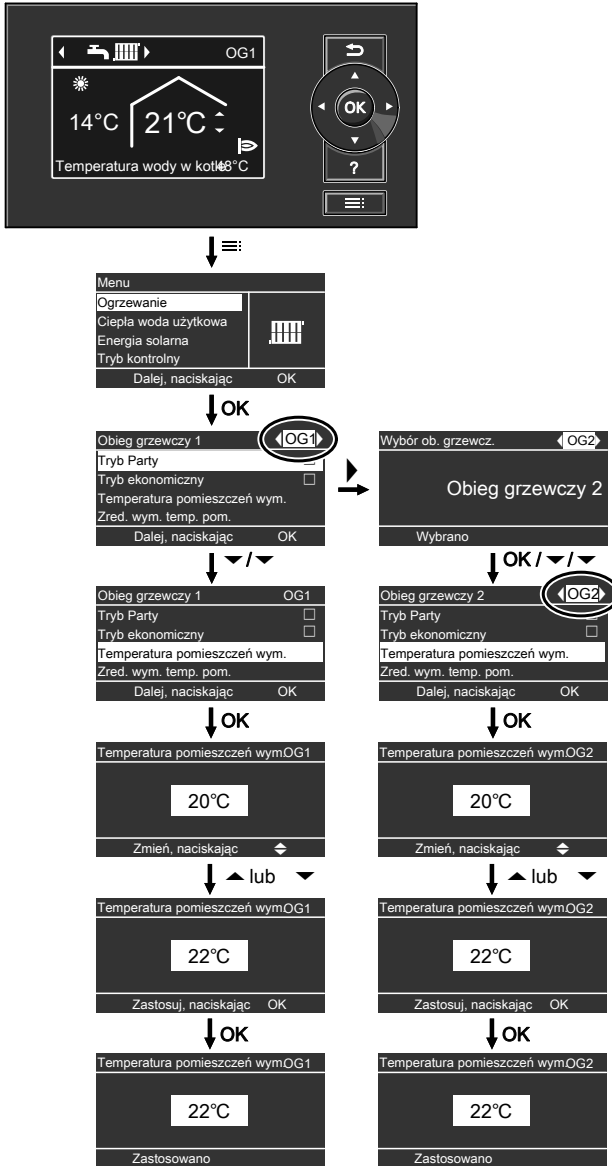 OG1
14°C 21°C
Temperatura wody w kotle 48°C
OK
?
Menu
Ogrzewanie
Ciepła woda użytkowa
Energia solarna
Tryb kontrolny
Dalej, naciskając OK
OK
Obieg grzewczy 1 OG1
Tryb Party
Tryb ekonomiczny
Temperatura pomieszczeń wym.
Zred. wym. temp. pom.
Dalej, naciskając OK
Wybór ob. grzewcz. OG2
Obieg grzewczy 2
Wybrano
/
OK / /
Obieg grzewczy 1 OG1
Tryb Party
Tryb ekonomiczny
Temperatura pomieszczeń wym.
Zred. wym. temp. pom.
Dalej, naciskając OK
Obieg grzewczy 2 OG2
Tryb Party
Tryb ekonomiczny
Temperatura pomieszczeń wym.
Zred. wym. temp. pom.
Dalej, naciskając OK
OK
OK
Temperatura pomieszczeń wym.OG1
20°C
Zmień, naciskając
Temperatura pomieszczeń wym.OG2
20°C
Zmień, naciskając
lub
lub
Temperatura pomieszczeń wym.OG1
22°C
Zastosuj, naciskając OK
Temperatura pomieszczeń wym.OG2
22°C
Zastosuj, naciskając OK
OK
OK
Temperatura pomieszczeń wym.OG1
22°C
Zastosowano
Temperatura pomieszczeń wym.OG2
22°C
Zastosowano